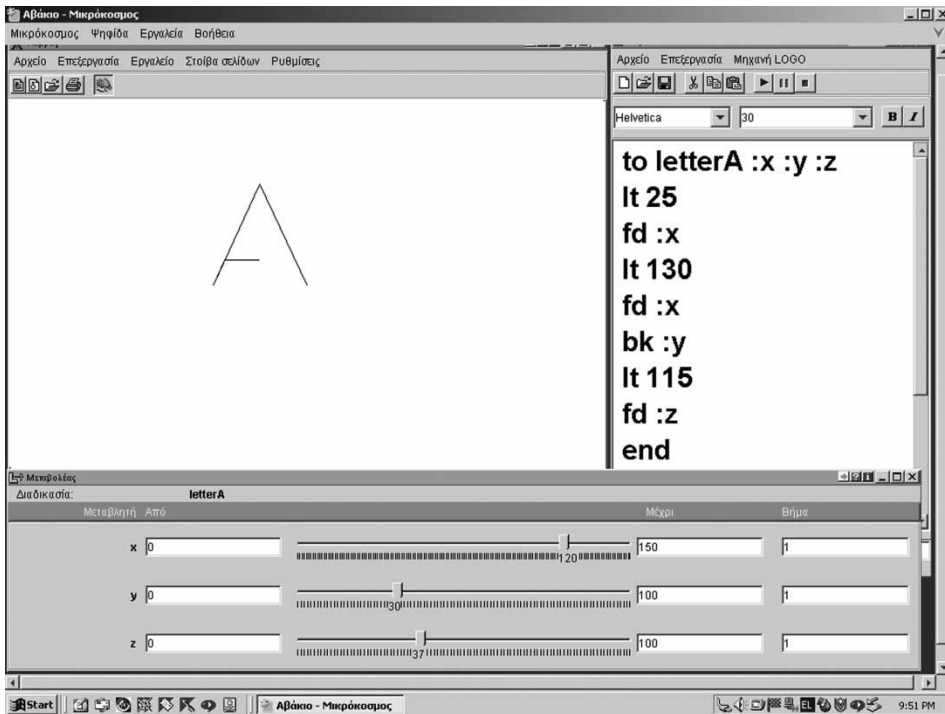 Αβάκιο - Μικρόκοσμος
Μικρόκοσμος Ψηφίδα Εργαλεία Βοήθεια
Αρχείο Επεξεργασία Εργαλείο Στοίβα σελίδων Ρυθμίσεις
Αρχείο Επεξεργασία Μηχανή LOGO
Helvetica 30 B I
to letterA :x :y :z
lt 25
fd :x
lt 130
fd :x
bk :y
lt 115
fd :z
end
Μεταβολέας
Διαδικασία: letterA
Μεταβλητή Από Μέχρι Βήμα
x 0 120 150 1
y 0 30 100 1
z 0 37 100 1
Start Αβάκιο - Μικρόκοσμος EL 9:51 PM